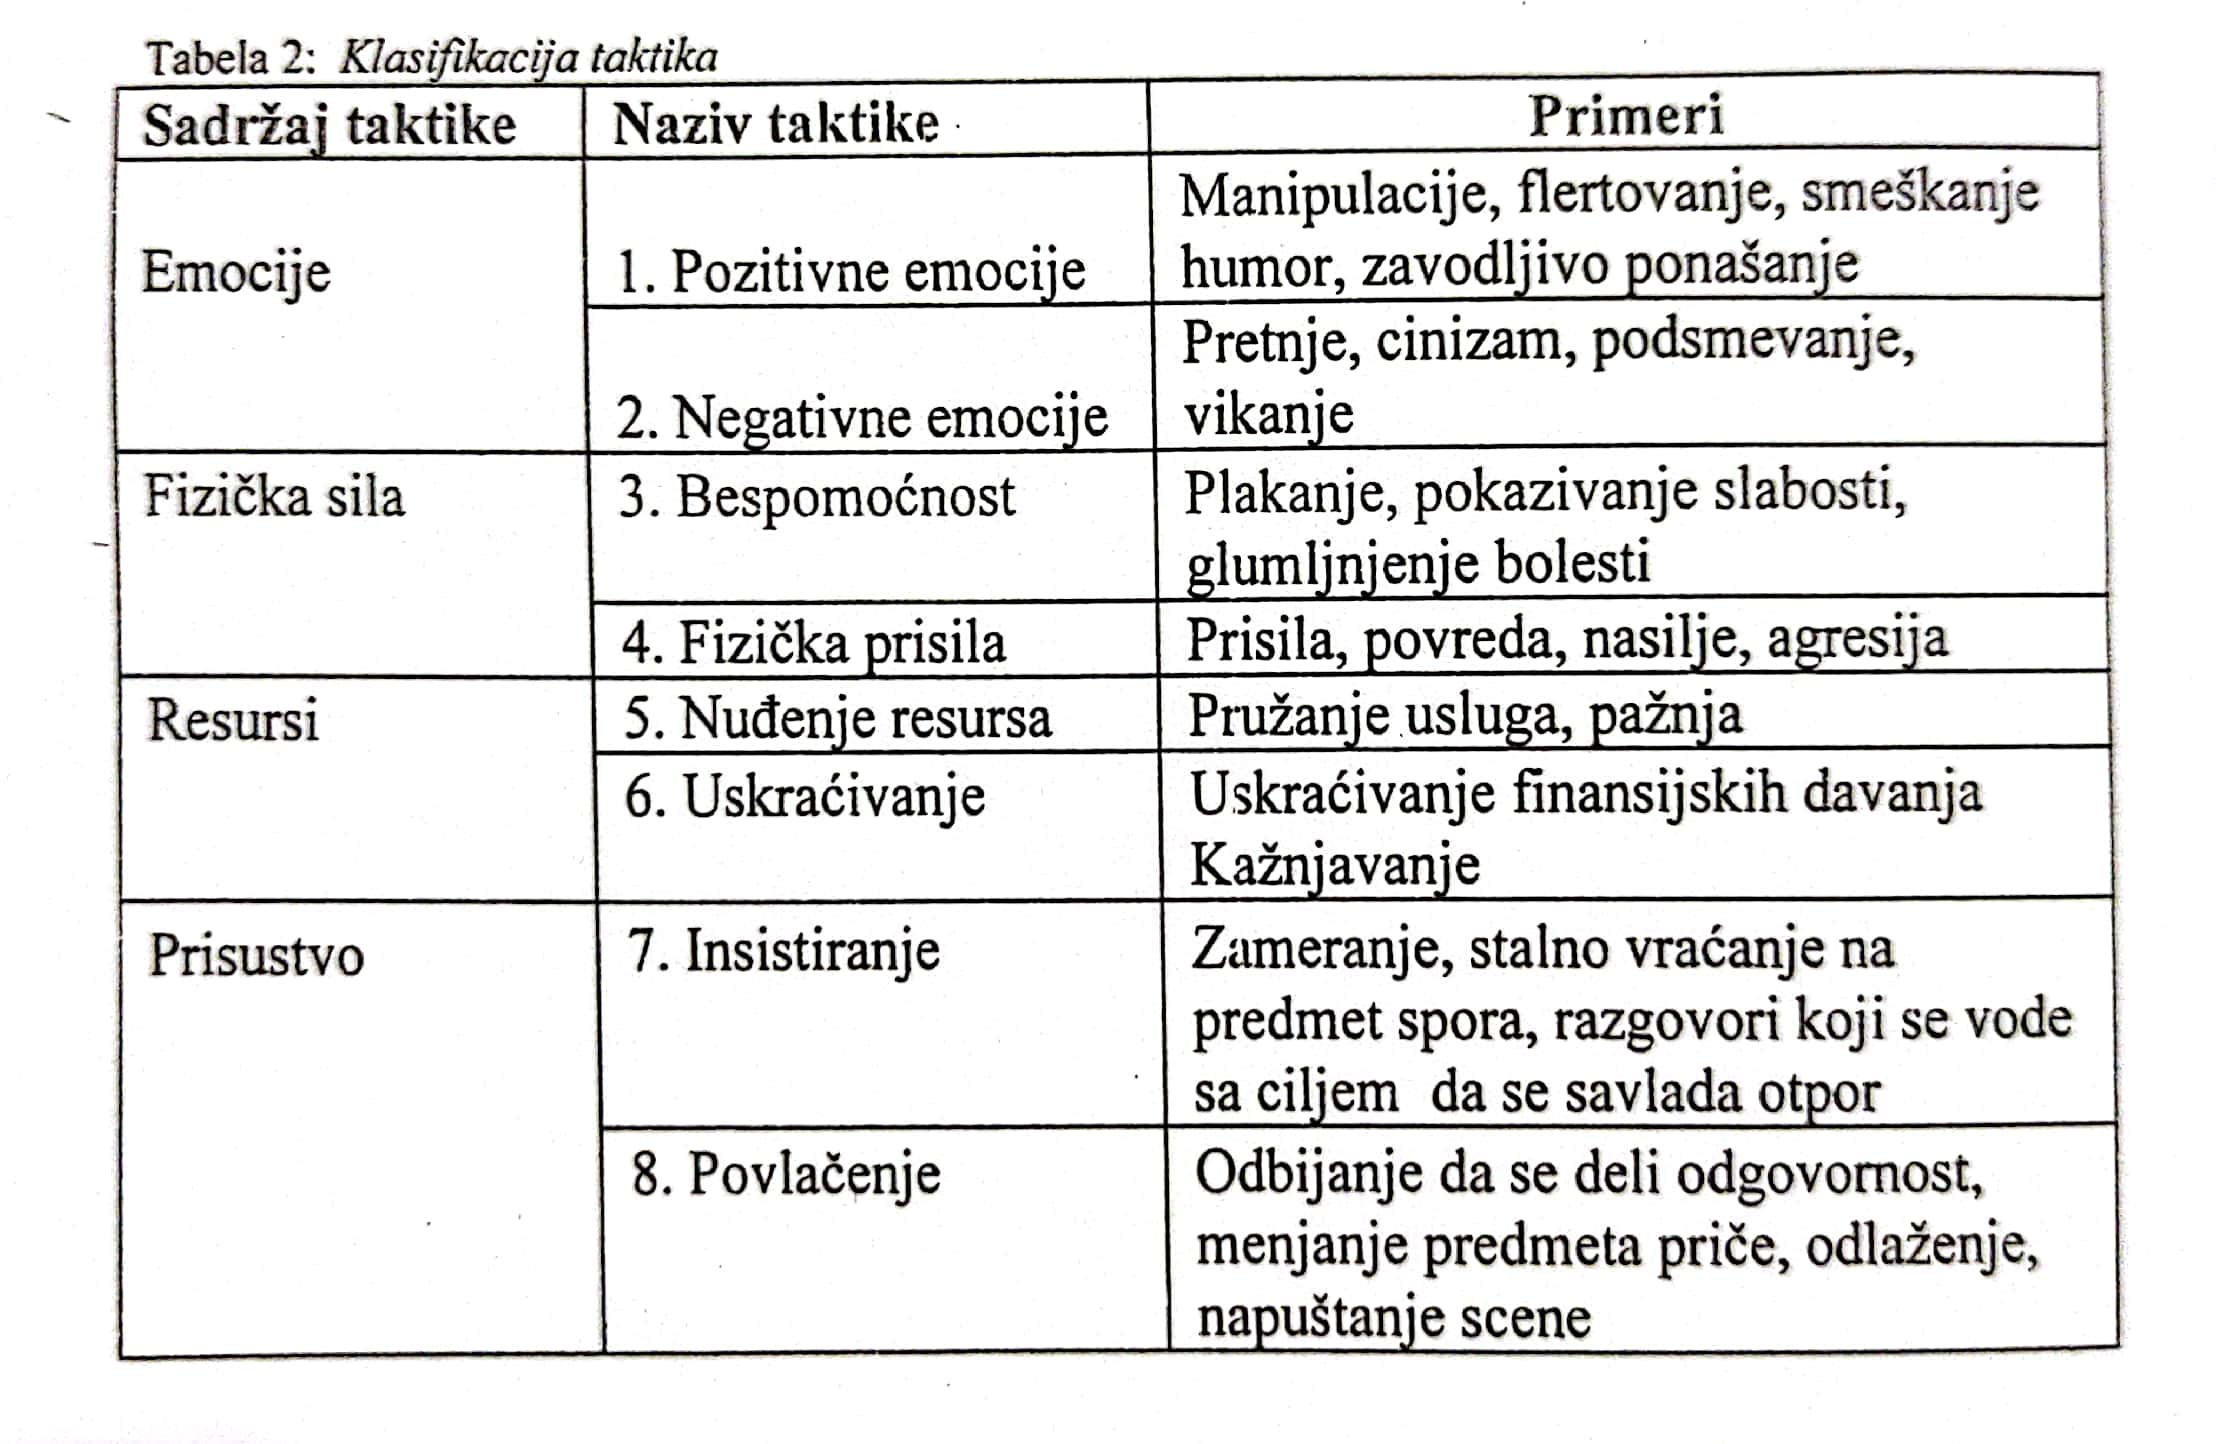 Tabela 2: Klasifikacija taktika
Sadržaj taktike Naziv taktike Primeri
Emocije 1. Pozitivne emocije Manipulacije, flertovanje, smeškanje
humor, zavodljivo ponašanje
2. Negativne emocije Pretnje, cinizam, podsmevanje,
vikanje
Fizička sila 3. Bespomoćnost Plakanje, pokazivanje slabosti,
glumljnjenje bolesti
4. Fizička prisila Prisila, povreda, nasilje, agresija
Resursi 5. Nuđenje resursa Pružanje usluga, pažnja
6. Uskraćivanje Uskraćivanje finansijskih davanja
Kažnjavanje
Prisustvo 7. Insistiranje Zameranje, stalno vraćanje na
predmet spora, razgovori koji se vode
sa ciljem da se savlada otpor
8. Povlačenje Odbijanje da se deli odgovornost,
menjanje predmeta priče, odlaženje,
napuštanje scene